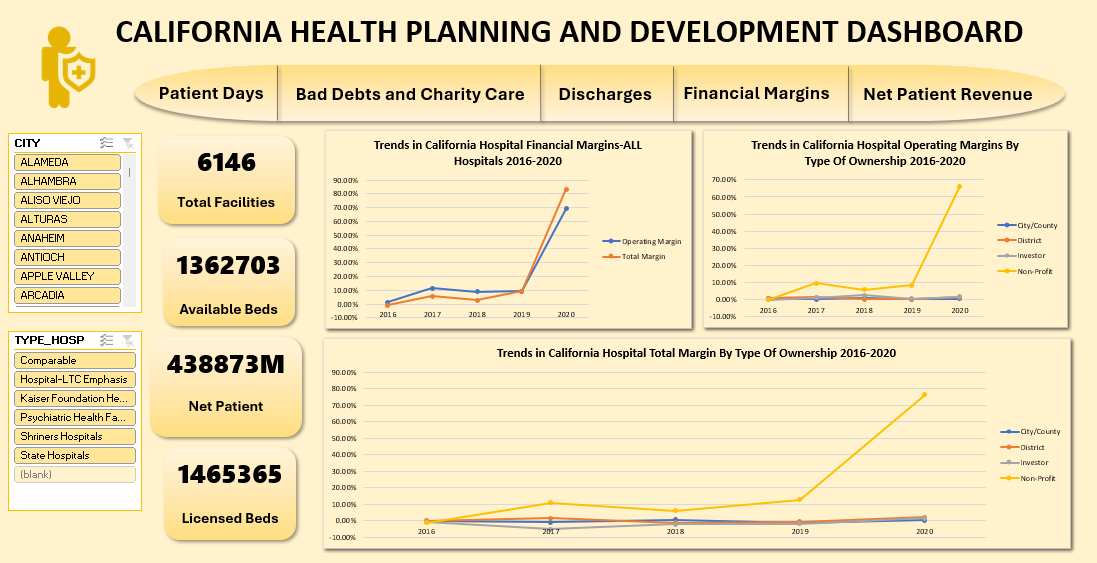 CALIFORNIA HEALTH PLANNING AND DEVELOPMENT DASHBOARD
Patient Days
Bad Debts and Charity Care
Discharges
Financial Margins
Net Patient Revenue
CITY
ALAMEDA
ALHAMBRA
ALISO VIEJO
ALTURAS
ANAHEIM
ANTIOCH
APPLE VALLEY
ARCADIA
TYPE_HOSP
Comparable
Hospital-LTC Emphasis
Kaiser Foundation He...
Psychiatric Health Fa...
Shriners Hospitals
State Hospitals
(blank)
6146
Total Facilities
1362703
Available Beds
438873M
Net Patient
1465365
Licensed Beds
Trends in California Hospital Financial Margins-ALL
Hospitals 2016-2020
90.00%
80.00%
70.00%
60.00%
50.00%
40.00%
30.00%
20.00%
10.00%
0.00%
-10.00%
2016 2017 2018 2019 2020
Operating Margin
Total Margin
Trends in California Hospital Operating Margins By
Type Of Ownership 2016-2020
70.00%
60.00%
50.00%
40.00%
30.00%
20.00%
10.00%
0.00%
-10.00%
2016 2017 2018 2019 2020
City/County
District
Investor
Non-Profit
Trends in California Hospital Total Margin By Type Of Ownership 2016-2020
90.00%
80.00%
70.00%
60.00%
50.00%
40.00%
30.00%
20.00%
10.00%
0.00%
-10.00%
2016 2017 2018 2019 2020
City/County
District
Investor
Non-Profit